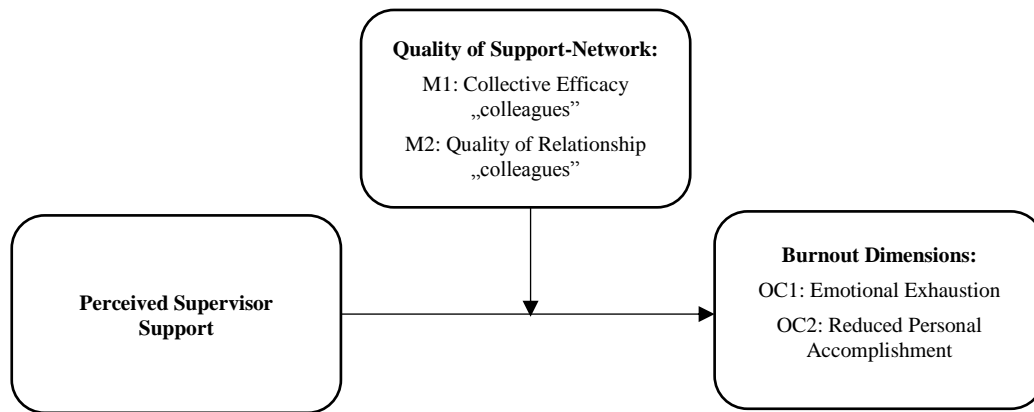 Quality of Support-Network:
M1: Collective Efficacy
„colleagues”
M2: Quality of Relationship
„colleagues”
Perceived Supervisor
Support
Burnout Dimensions:
OC1: Emotional Exhaustion
OC2: Reduced Personal
Accomplishment